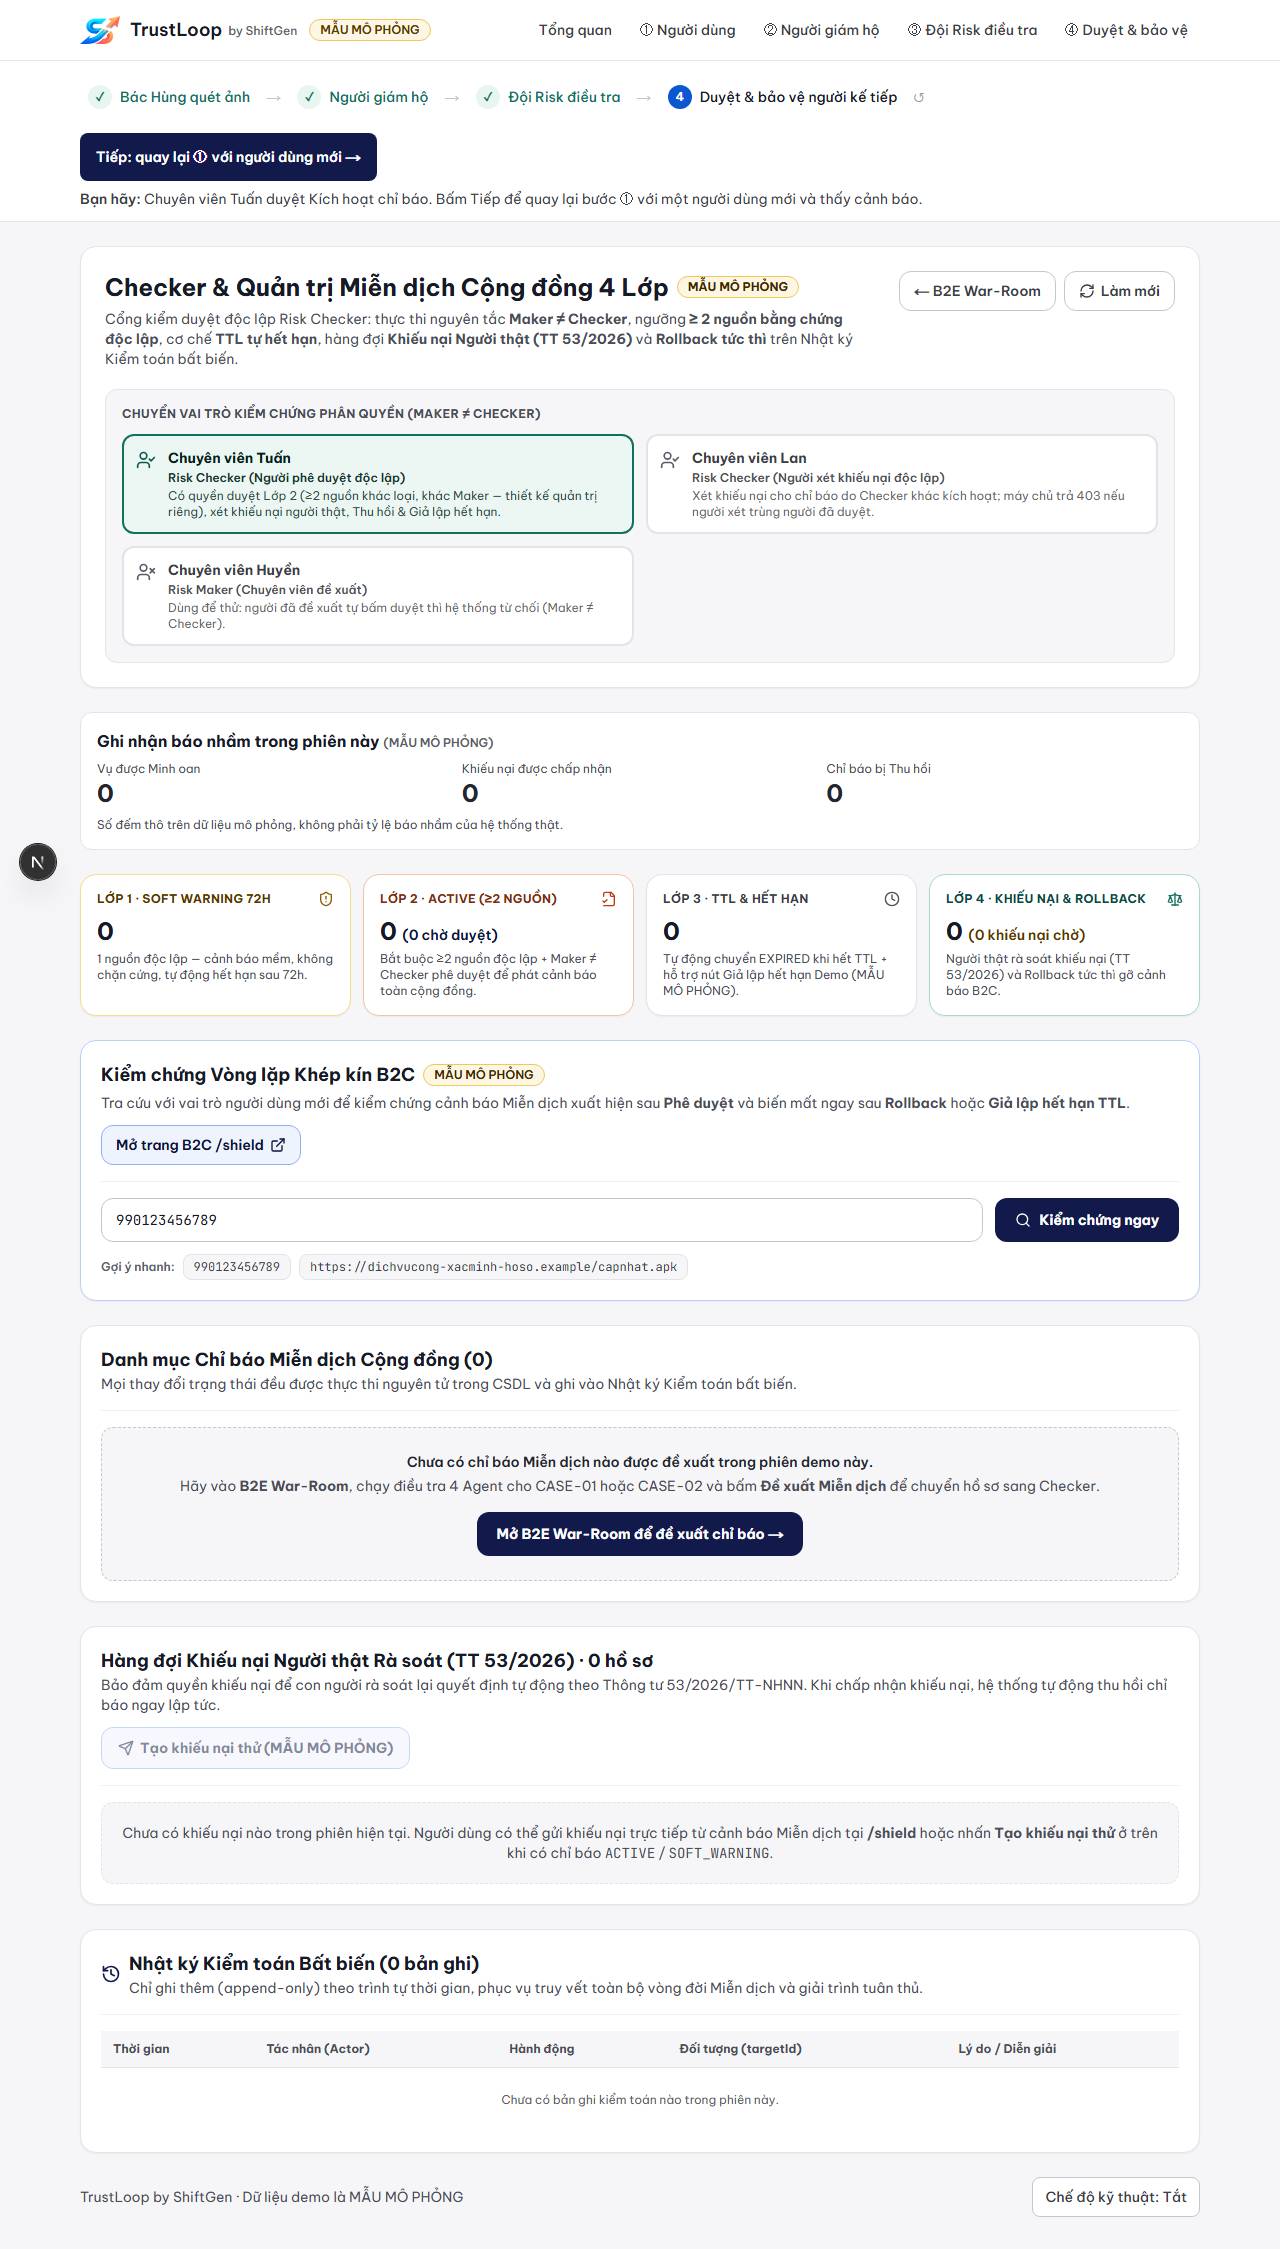 TrustLoop by ShiftGen MẪU MÔ PHỎNG Tổng quan ① Người dùng ② Người giám hộ ③ Đội Risk điều tra ④ Duyệt & bảo vệ
✓ Bác Hùng quét ảnh → ✓ Người giám hộ → ✓ Đội Risk điều tra → 4 Duyệt & bảo vệ người kế tiếp ↺
Tiếp: quay lại ① với người dùng mới →
Bạn hãy: Chuyên viên Tuấn duyệt Kích hoạt chỉ báo. Bấm Tiếp để quay lại bước ① với một người dùng mới và thấy cảnh báo.
Checker & Quản trị Miễn dịch Cộng đồng 4 Lớp MẪU MÔ PHỎNG
← B2E War-Room Làm mới
Cổng kiểm duyệt độc lập Risk Checker: thực thi nguyên tắc Maker ≠ Checker, ngưỡng ≥ 2 nguồn bằng chứng
độc lập, cơ chế TTL tự hết hạn, hàng đợi Khiếu nại Người thật (TT 53/2026) và Rollback tức thì trên Nhật ký
Kiểm toán bất biến.
CHUYỂN VAI TRÒ KIỂM CHỨNG PHÂN QUYỀN (MAKER ≠ CHECKER)
Chuyên viên Tuấn
Risk Checker (Người phê duyệt độc lập)
Có quyền duyệt Lớp 2 (≥2 nguồn khác loại, khác Maker — thiết kế quản trị
riêng), xét khiếu nại người thật, Thu hồi & Giả lập hết hạn.
Chuyên viên Lan
Risk Checker (Người xét khiếu nại độc lập)
Xét khiếu nại cho chỉ báo do Checker khác kích hoạt; máy chủ trả 403 nếu
người xét trùng người đã duyệt.
Chuyên viên Huyền
Risk Maker (Chuyên viên đề xuất)
Dùng để thử: người đã đề xuất tự bấm duyệt thì hệ thống từ chối (Maker ≠
Checker).
Ghi nhận báo nhầm trong phiên này (MẪU MÔ PHỎNG)
Vụ được Minh oan Khiếu nại được chấp nhận Chỉ báo bị Thu hồi
0 0 0
Số đếm thô trên dữ liệu mô phỏng, không phải tỷ lệ báo nhầm của hệ thống thật.
LỚP 1 · SOFT WARNING 72H
0
1 nguồn độc lập — cảnh báo mềm, không
chặn cứng, tự động hết hạn sau 72h.
LỚP 2 · ACTIVE (≥2 NGUỒN)
0 (0 chờ duyệt)
Bắt buộc ≥2 nguồn độc lập + Maker ≠
Checker phê duyệt để phát cảnh báo
toàn cộng đồng.
LỚP 3 · TTL & HẾT HẠN
0
Tự động chuyển EXPIRED khi hết TTL +
hỗ trợ nút Giả lập hết hạn Demo (MẪU
MÔ PHỎNG).
LỚP 4 · KHIẾU NẠI & ROLLBACK
0 (0 khiếu nại chờ)
Người thật rà soát khiếu nại (TT
53/2026) và Rollback tức thì gỡ cảnh
báo B2C.
Kiểm chứng Vòng lặp Khép kín B2C MẪU MÔ PHỎNG
Tra cứu với vai trò người dùng mới để kiểm chứng cảnh báo Miễn dịch xuất hiện sau Phê duyệt và biến mất ngay sau Rollback hoặc Giả lập hết hạn TTL.
Mở trang B2C /shield
990123456789 Kiểm chứng ngay
Gợi ý nhanh: 990123456789 https://dichvucong-xacminh-hoso.example/capnhat.apk
Danh mục Chỉ báo Miễn dịch Cộng đồng (0)
Mọi thay đổi trạng thái đều được thực thi nguyên tử trong CSDL và ghi vào Nhật ký Kiểm toán bất biến.
Chưa có chỉ báo Miễn dịch nào được đề xuất trong phiên demo này.
Hãy vào B2E War-Room, chạy điều tra 4 Agent cho CASE-01 hoặc CASE-02 và bấm Đề xuất Miễn dịch để chuyển hồ sơ sang Checker.
Mở B2E War-Room để đề xuất chỉ báo →
Hàng đợi Khiếu nại Người thật Rà soát (TT 53/2026) · 0 hồ sơ
Bảo đảm quyền khiếu nại để con người rà soát lại quyết định tự động theo Thông tư 53/2026/TT-NHNN. Khi chấp nhận khiếu nại, hệ thống tự động thu hồi chỉ
báo ngay lập tức.
Tạo khiếu nại thử (MẪU MÔ PHỎNG)
Chưa có khiếu nại nào trong phiên hiện tại. Người dùng có thể gửi khiếu nại trực tiếp từ cảnh báo Miễn dịch tại /shield hoặc nhấn Tạo khiếu nại thử ở trên
khi có chỉ báo ACTIVE / SOFT_WARNING.
Nhật ký Kiểm toán Bất biến (0 bản ghi)
Chỉ ghi thêm (append-only) theo trình tự thời gian, phục vụ truy vết toàn bộ vòng đời Miễn dịch và giải trình tuân thủ.
Thời gian Tác nhân (Actor) Hành động Đối tượng (targetId) Lý do / Diễn giải
Chưa có bản ghi kiểm toán nào trong phiên này.
TrustLoop by ShiftGen · Dữ liệu demo là MẪU MÔ PHỎNG Chế độ kỹ thuật: Tắt